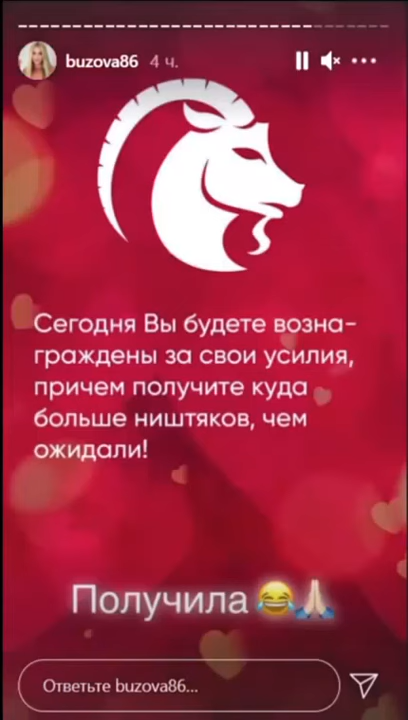 buzova86 4 ч.
Сегодня Вы будете возна-
граждены за свои усилия,
причем получите куда
больше ништяков, чем
ожидали!
Получила 😂🙏🏻
Ответьте buzova86...